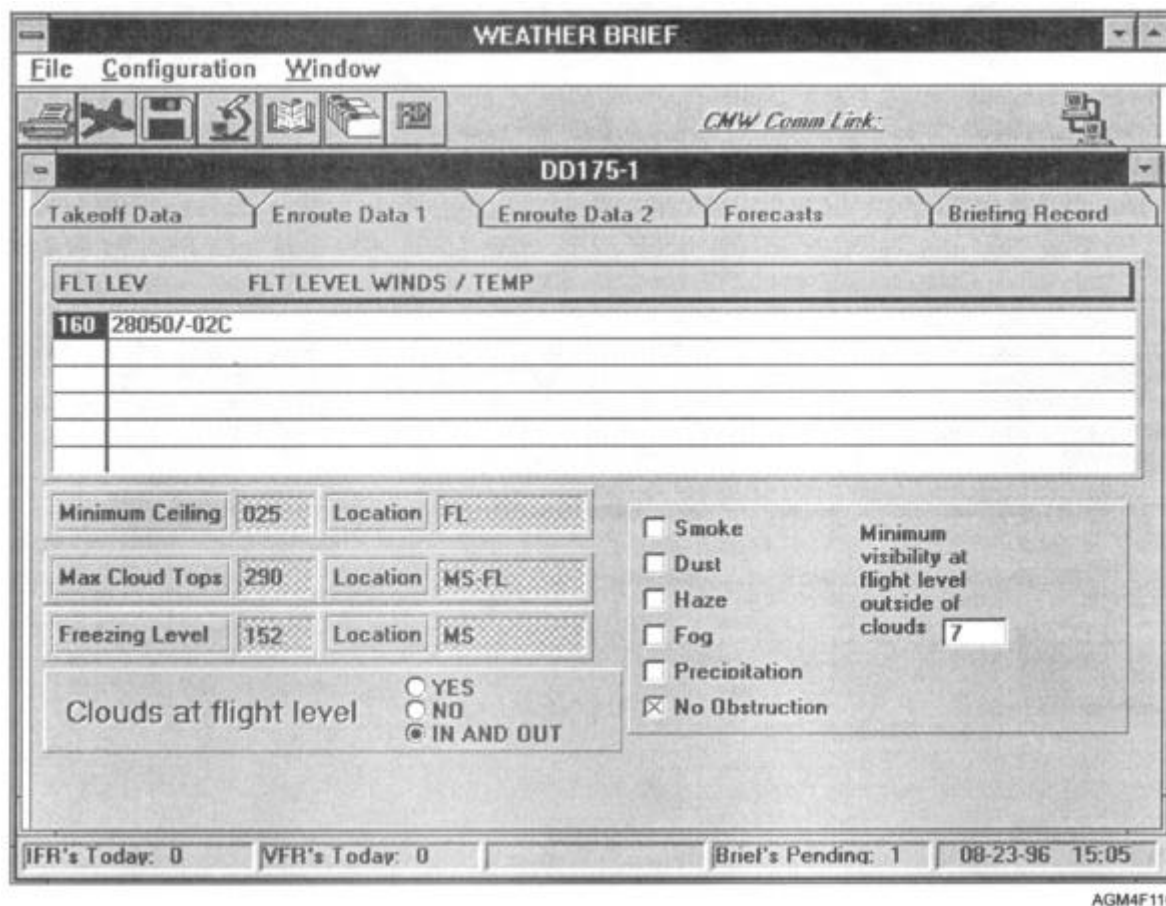 WEATHER BRIEF
File Configuration Window
CMW Comm Link:
DD175-1
Takeoff Data Enroute Data 1 Enroute Data 2 Forecasts Briefing Record
FLT LEV FLT LEVEL WINDS / TEMP
160 28050/-02C
Minimum Ceiling 025 Location FL
Max Cloud Tops 290 Location MS-FL
Freezing Level 152 Location MS
Clouds at flight level
YES
NO
IN AND OUT
Smoke
Dust
Haze
Fog
Precipitation
No Obstruction
Minimum
visibility at
flight level
outside of
clouds 7
IFR's Today: 0 VFR's Today: 0 Brief's Pending: 1 08-23-96 15:05